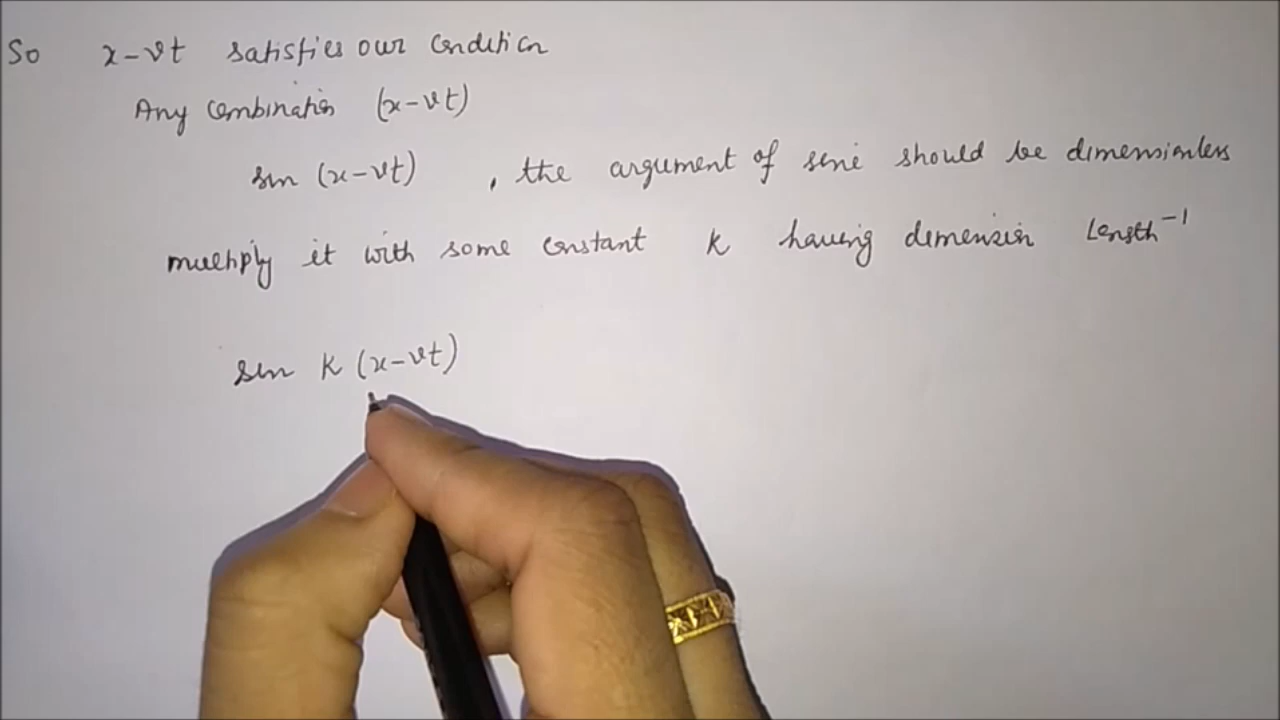 So x-vt satisfies our condition
Any combination (x-vt)
sin (x-vt) , the argument of sine should be dimensionless
multiply it with some constant k having dimension Length⁻¹
sin k (x-vt)